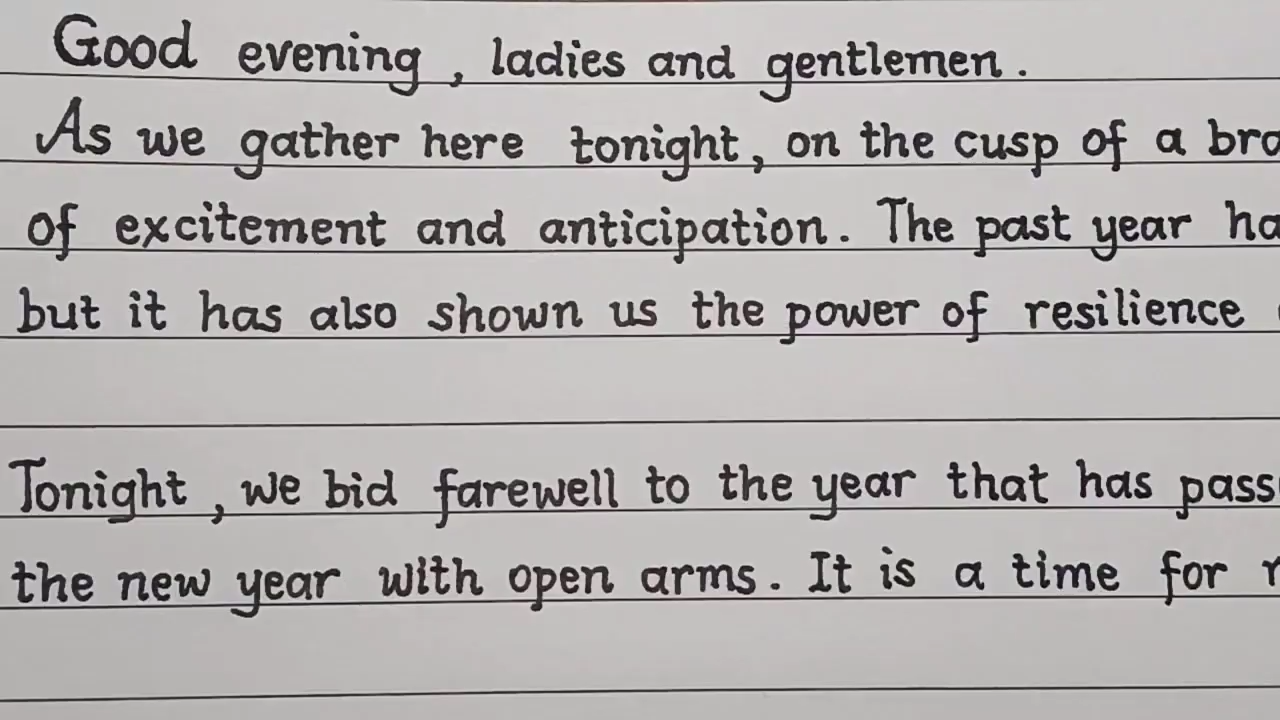 Good evening, ladies and gentlemen.
As we gather here tonight, on the cusp of a
of excitement and anticipation. The past year
but it has also shown us the power of resilience
Tonight, we bid farewell to the year that has
the new year with open arms. It is a time for